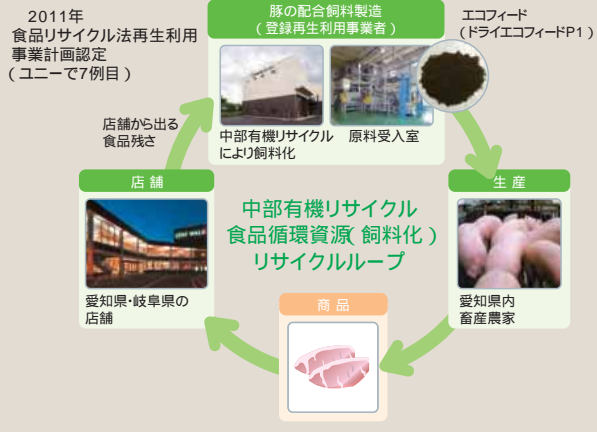 2011年
食品リサイクル法再生利用
事業計画認定
(ユニーで7例目)
豚の配合飼料製造
(登録再生利用事業者)
エコフィード
(ドライエコフィードP1)
中部有機リサイクル
により飼料化
原料受入室
店舗から出る
食品残さ
店舗
愛知県・岐阜県の
店舗
中部有機リサイクル
食品循環資源(飼料化)
リサイクルループ
生産
愛知県内
畜産農家
商品